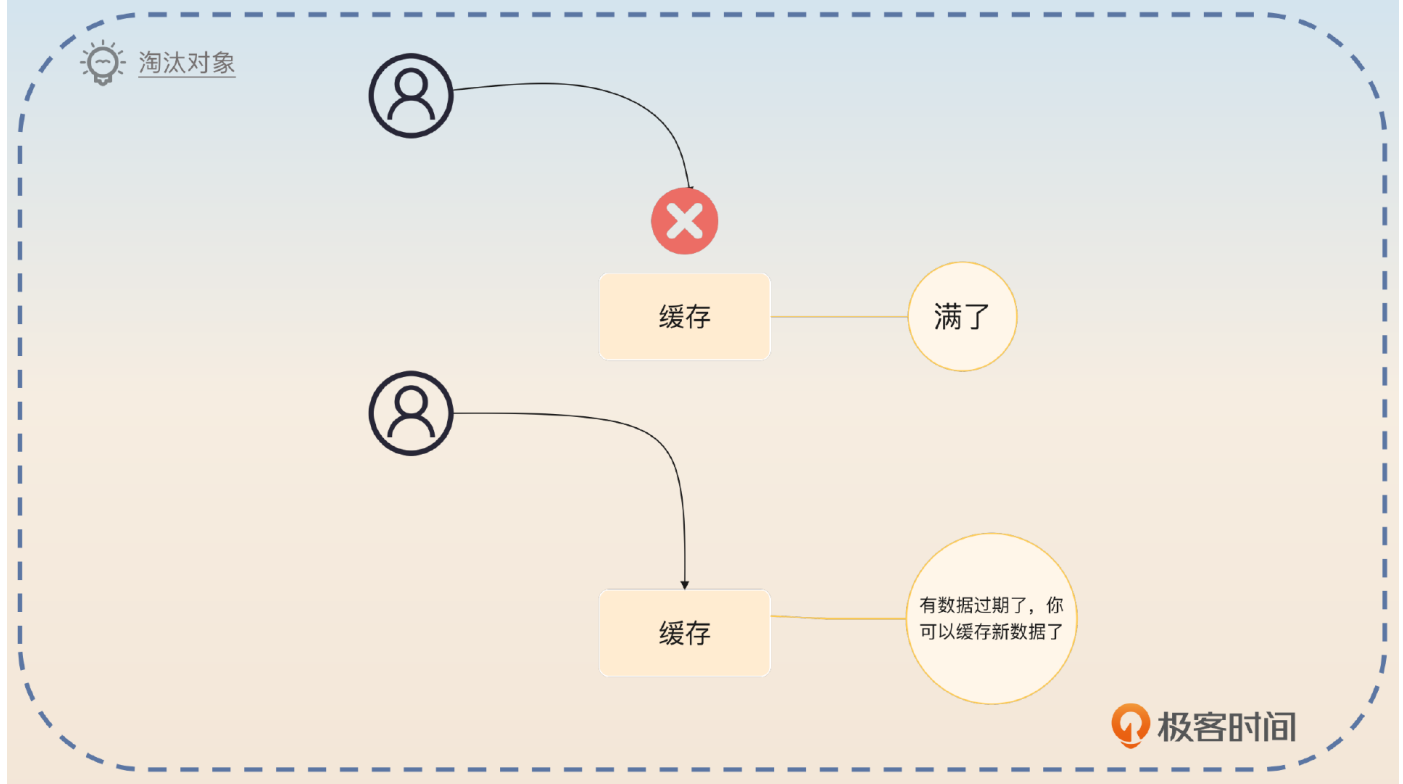 淘汰对象
缓存
满了
缓存
有数据过期了，你
可以缓存新数据了
极客时间